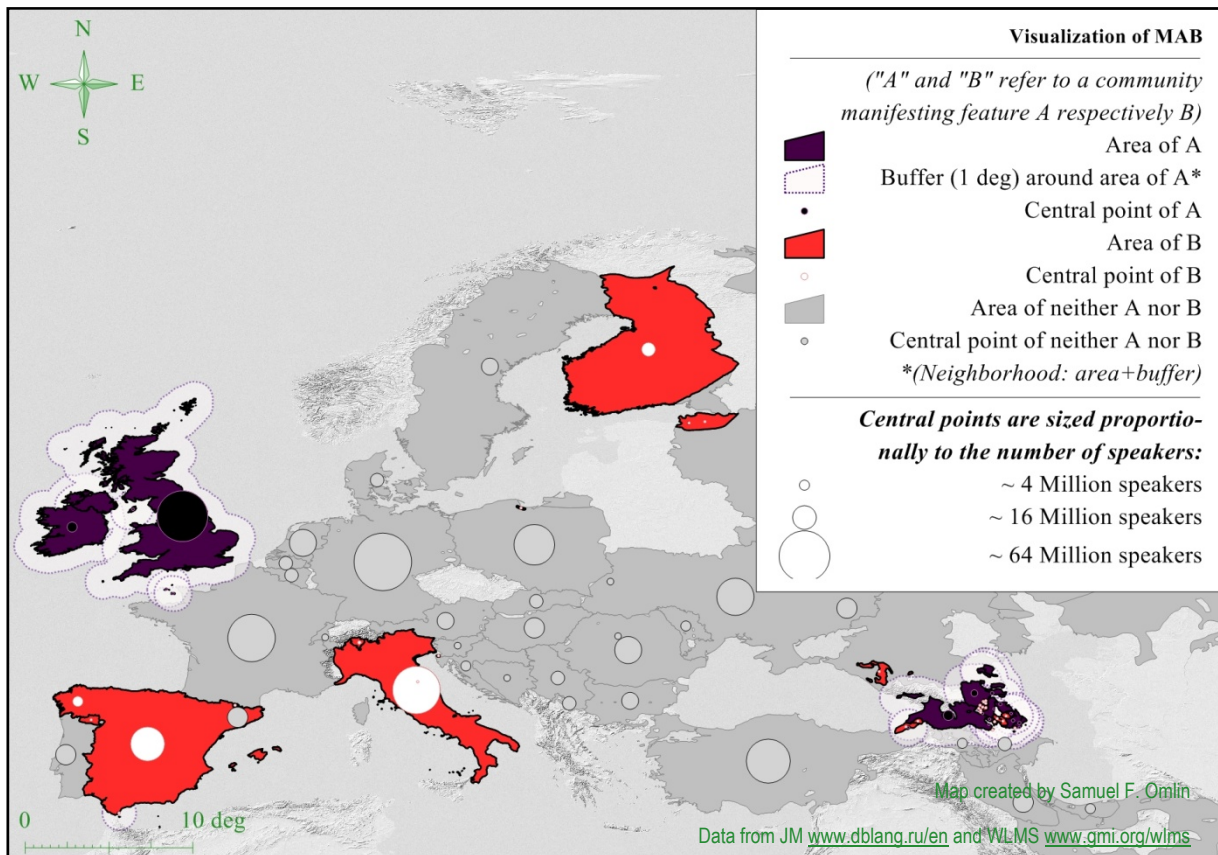 N
W
E
S
Visualization of MAB
("A" and "B" refer to a community
manifesting feature A respectively B)
Area of A
Buffer (1 deg) around area of A*
Central point of A
Area of B
Central point of B
Area of neither A nor B
Central point of neither A nor B
*(Neighborhood: area+buffer)
Central points are sized proportio-
nally to the number of speakers:
~ 4 Million speakers
~ 16 Million speakers
~ 64 Million speakers
0 10 deg
Map created by Samuel F. Omlin
Data from JM www.dblang.ru/en and WLMS www.gmi.org/wlms